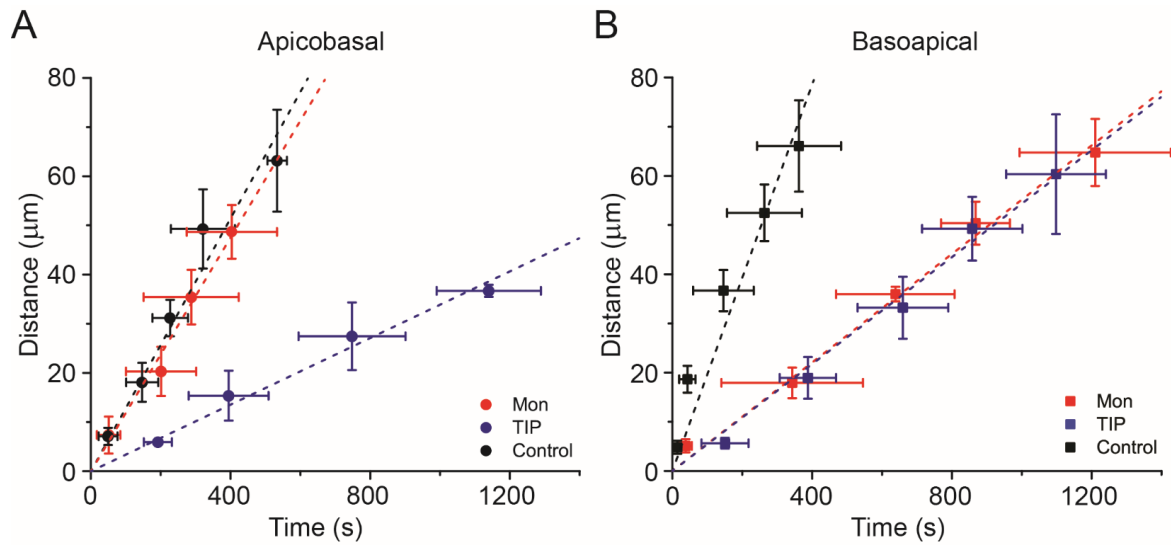 A
Apicobasal
80
60
40
20
0
Distance (μm)
0
400
800
1200
Time (s)
Mon
TIP
Control
B
Basoapical
80
60
40
20
0
Distance (μm)
0
400
800
1200
Time (s)
Mon
TIP
Control